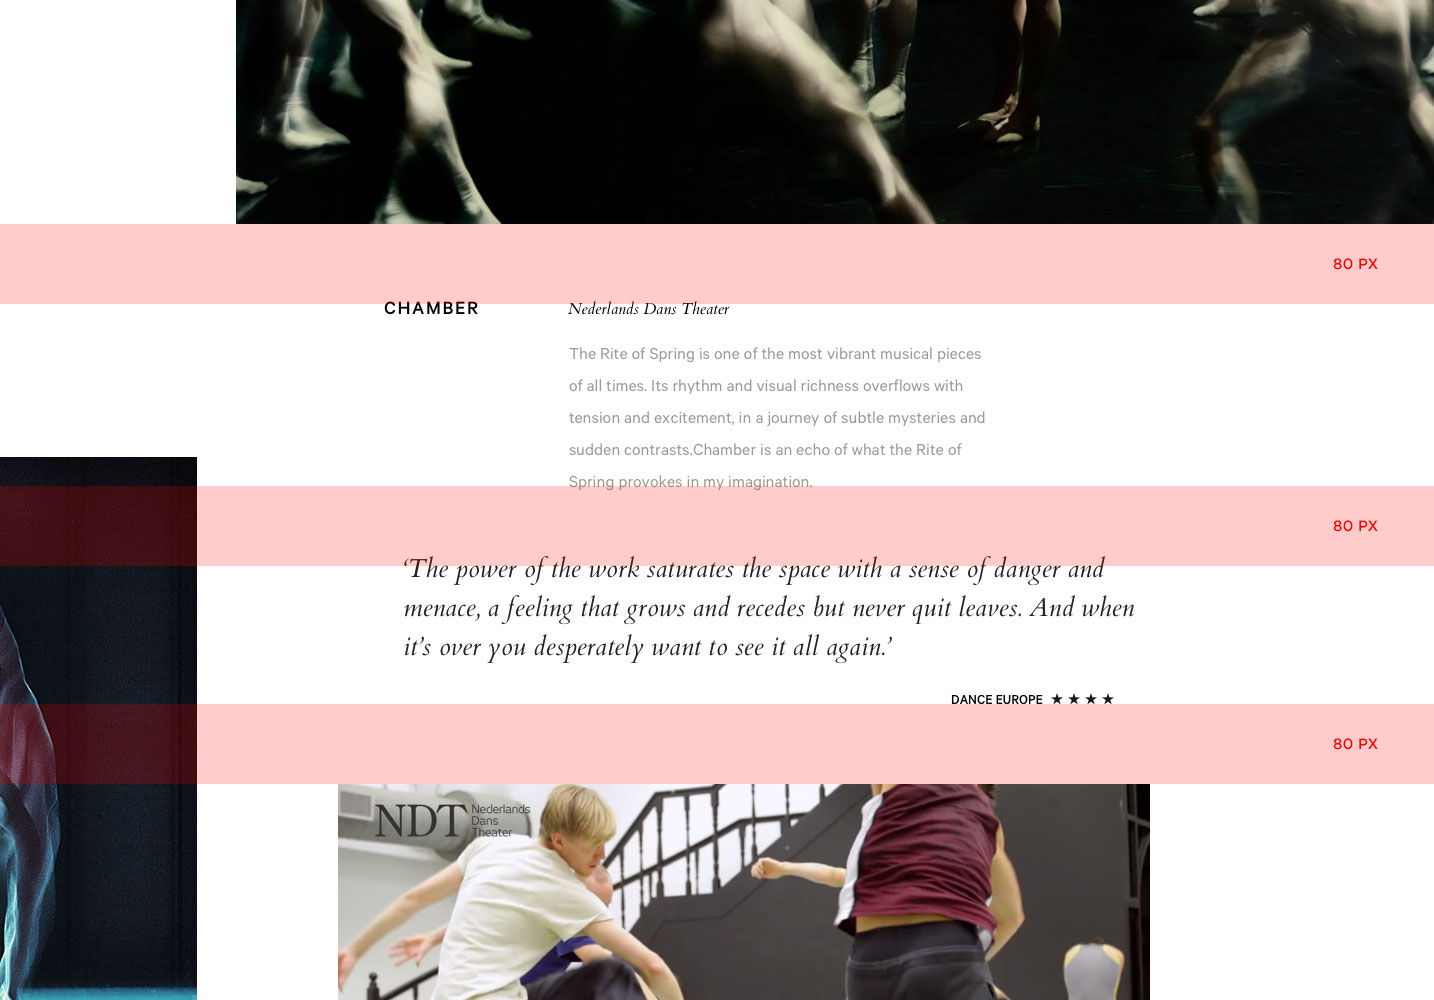 80 PX
CHAMBER
Nederlands Dans Theater
The Rite of Spring is one of the most vibrant musical pieces
of all times. Its rhythm and visual richness overflows with
tension and excitement, in a journey of subtle mysteries and
sudden contrasts.Chamber is an echo of what the Rite of
Spring provokes in my imagination.
80 PX
‘The power of the work saturates the space with a sense of danger and
menace, a feeling that grows and recedes but never quit leaves. And when
it’s over you desperately want to see it all again.’
DANCE EUROPE ★ ★ ★ ★
80 PX
NDT
Nederlands
Dans
Theater